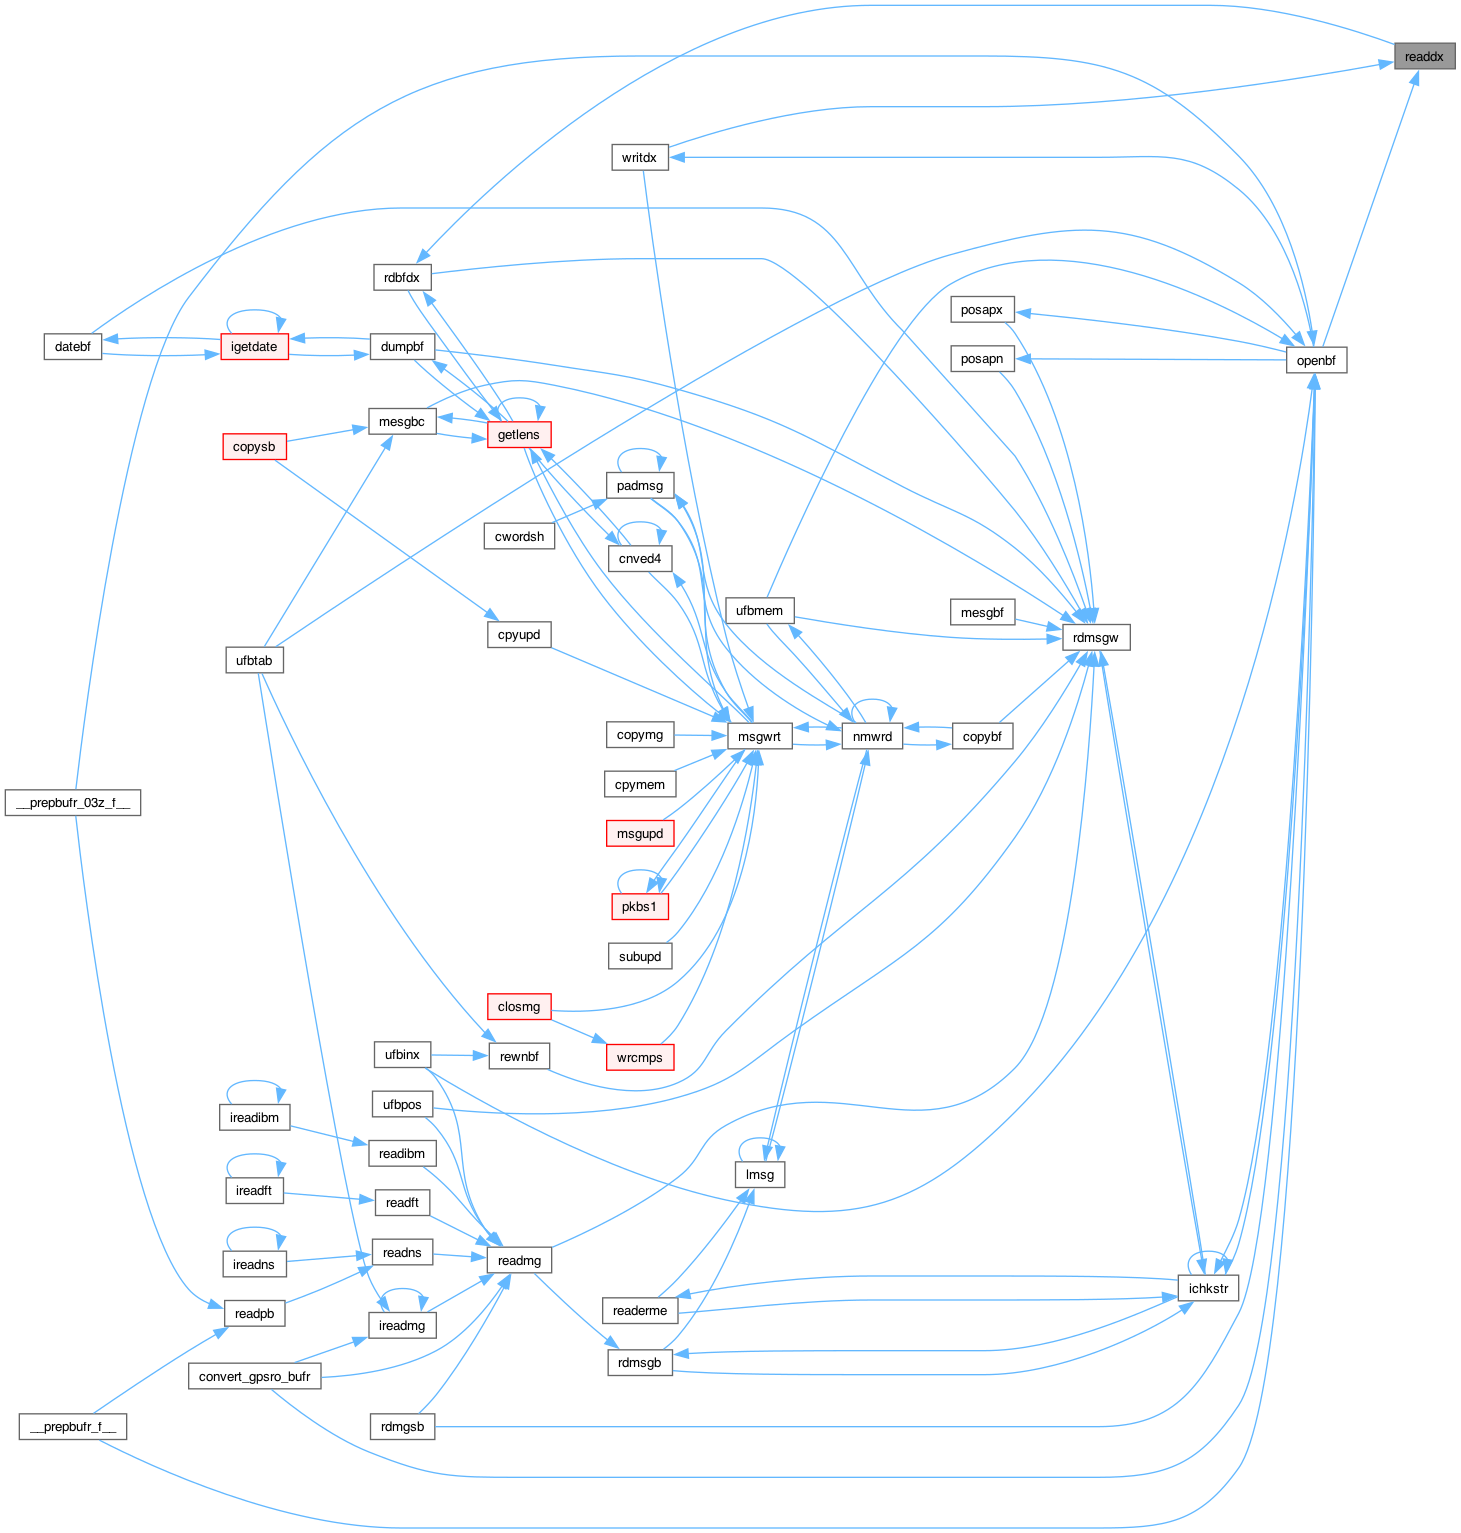 readdx
writdx
rdbfdx
posapx
datebf
igetdate
dumpbf
posapn
openbf
mesgbc
copysb
getlens
padmsg
cwordsh
cnved4
ufbmem
mesgbf
cpyupd
rdmsgw
ufbtab
copymg
msgwrt
nmwrd
copybf
cpymem
__prepbufr_03z_f__
msgupd
pkbs1
subupd
closmg
ufbinx
rewnbf
wrcmps
ufbpos
ireadibm
readibm
lmsg
ireadft
readft
readns
ireadns
readmg
ichkstr
readpb
readerme
ireadmg
rdmsgb
convert_gpsro_bufr
__prepbufr_f__
rdmgsb